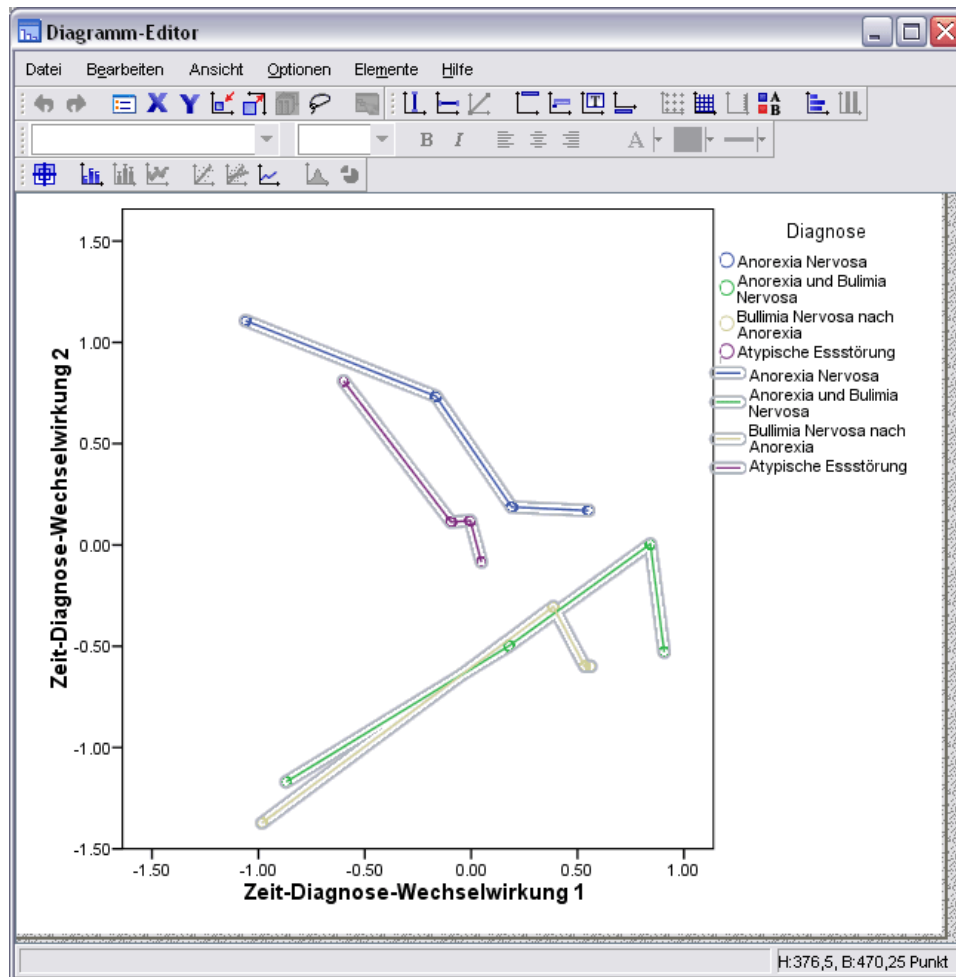 Diagramm-Editor
Datei Bearbeiten Ansicht Optionen Elemente Hilfe
B I A
Diagnose
Anorexia Nervosa
Anorexia und Bulimia
Nervosa
Bullimia Nervosa nach
Anorexia
Atypische Essstörung
Anorexia Nervosa
Anorexia und Bulimia
Nervosa
Bullimia Nervosa nach
Anorexia
Atypische Essstörung
Zeit-Diagnose-Wechselwirkung 2
1.50
1.00
0.50
0.00
-0.50
-1.00
-1.50
-1.50 -1.00 -0.50 0.00 0.50 1.00
Zeit-Diagnose-Wechselwirkung 1
H:376,5, B:470,25 Punkt